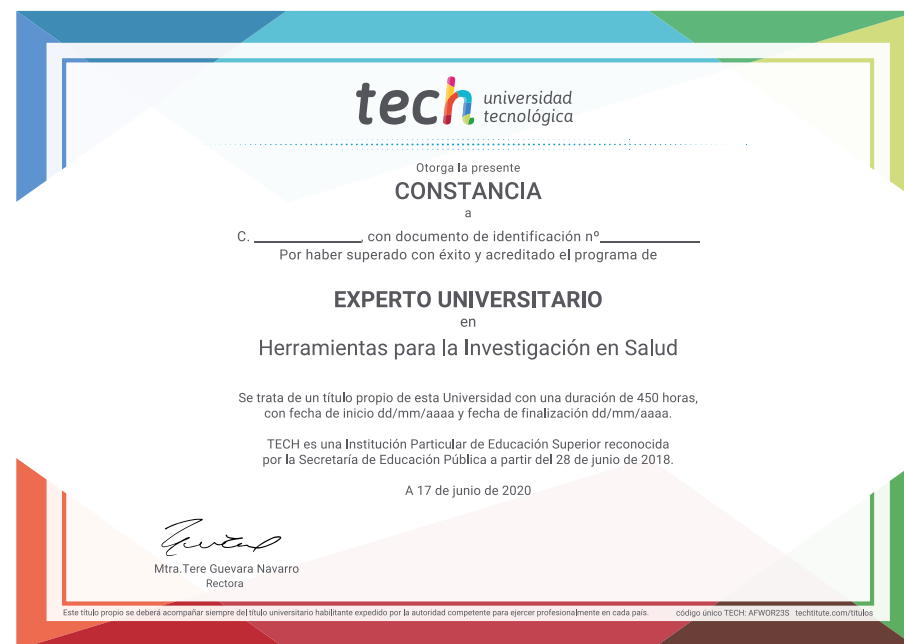 tech universidad
tecnológica
Otorga la presente
CONSTANCIA
a
C. ______________, con documento de identificación nº_____________
Por haber superado con éxito y acreditado el programa de
EXPERTO UNIVERSITARIO
en
Herramientas para la Investigación en Salud
Se trata de un título propio de esta Universidad con una duración de 450 horas,
con fecha de inicio dd/mm/aaaa y fecha de finalización dd/mm/aaaa.
TECH es una Institución Particular de Educación Superior reconocida
por la Secretaría de Educación Pública a partir del 28 de junio de 2018.
A 17 de junio de 2020
Mtra.Tere Guevara Navarro
Rectora
Este título propio se deberá acompañar siempre del título universitario habilitante expedido por la autoridad competente para ejercer profesionalmente en cada país. código único TECH: AFWOR23S techtitute.com/titulos